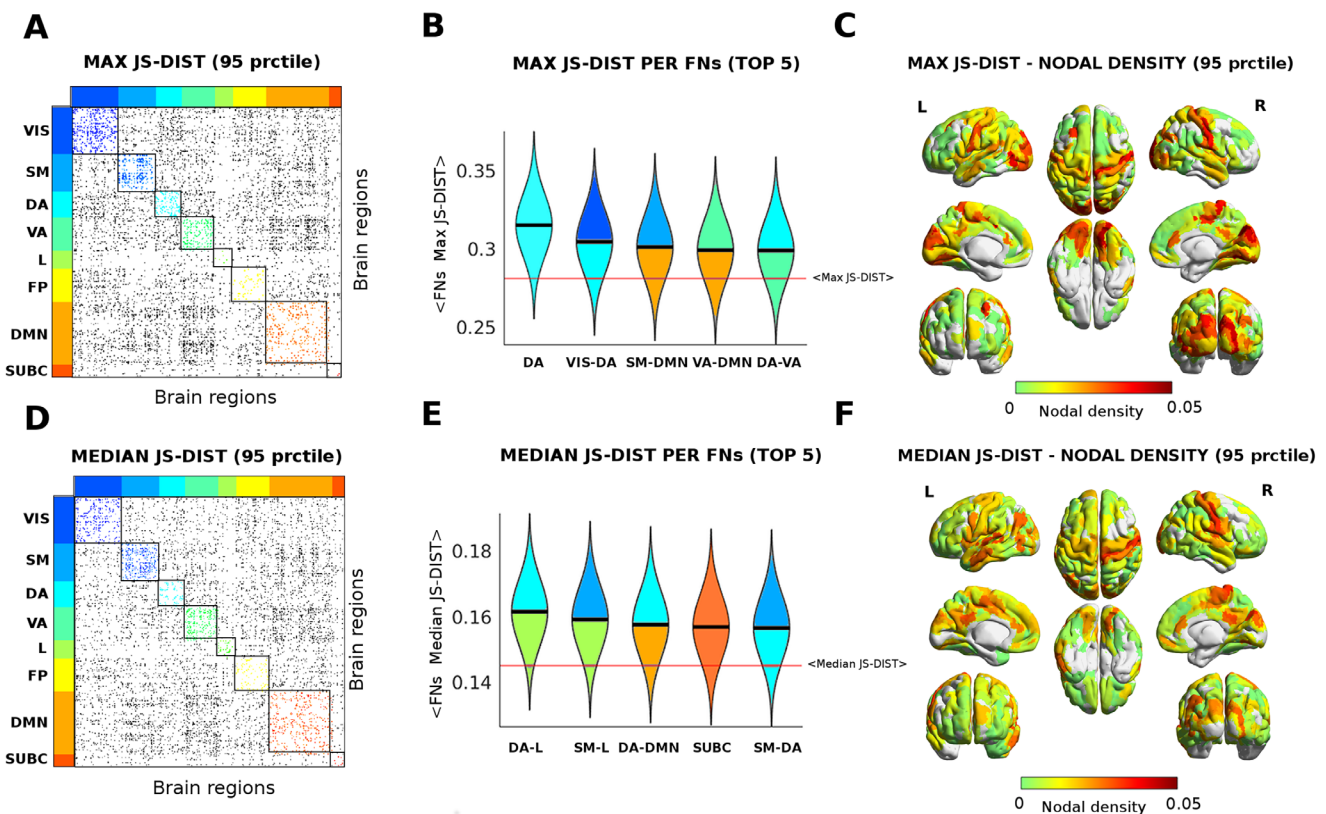 A
MAX JS-DIST (95 prctile)
VIS
SM
DA
VA
L
FP
DMN
SUBC
Brain regions
Brain regions
B
MAX JS-DIST PER FNs (TOP 5)
<FNs Max JS-DIST>
0.35
0.3
0.25
<Max JS-DIST>
DA VIS-DA SM-DMN VA-DMN DA-VA
C
MAX JS-DIST - NODAL DENSITY (95 prctile)
L R
0 0.05
Nodal density
D
MEDIAN JS-DIST (95 prctile)
VIS
SM
DA
VA
L
FP
DMN
SUBC
Brain regions
Brain regions
E
MEDIAN JS-DIST PER FNs (TOP 5)
<FNs Median JS-DIST>
0.18
0.16
0.14
<Median JS-DIST>
DA-L SM-L DA-DMN SUBC SM-DA
F
MEDIAN JS-DIST - NODAL DENSITY (95 prctile)
L R
0 0.05
Nodal density